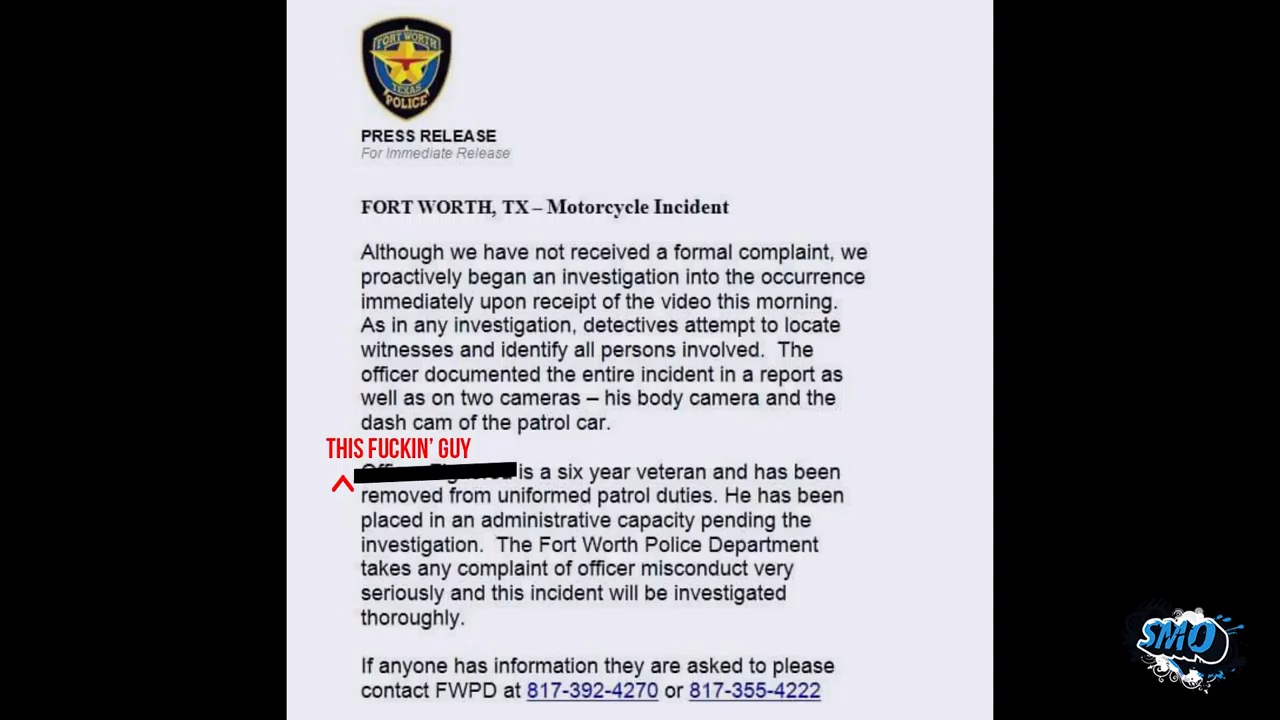 FORT WORTH
TEXAS
POLICE
PRESS RELEASE
For Immediate Release
FORT WORTH, TX – Motorcycle Incident
Although we have not received a formal complaint, we
proactively began an investigation into the occurrence
immediately upon receipt of the video this morning.
As in any investigation, detectives attempt to locate
witnesses and identify all persons involved.  The
officer documented the entire incident in a report as
well as on two cameras – his body camera and the
dash cam of the patrol car.
THIS FUCKIN' GUY
is a six year veteran and has been
removed from uniformed patrol duties. He has been
placed in an administrative capacity pending the
investigation.  The Fort Worth Police Department
takes any complaint of officer misconduct very
seriously and this incident will be investigated
thoroughly.
If anyone has information they are asked to please
contact FWPD at 817-392-4270 or 817-355-4222
SMO